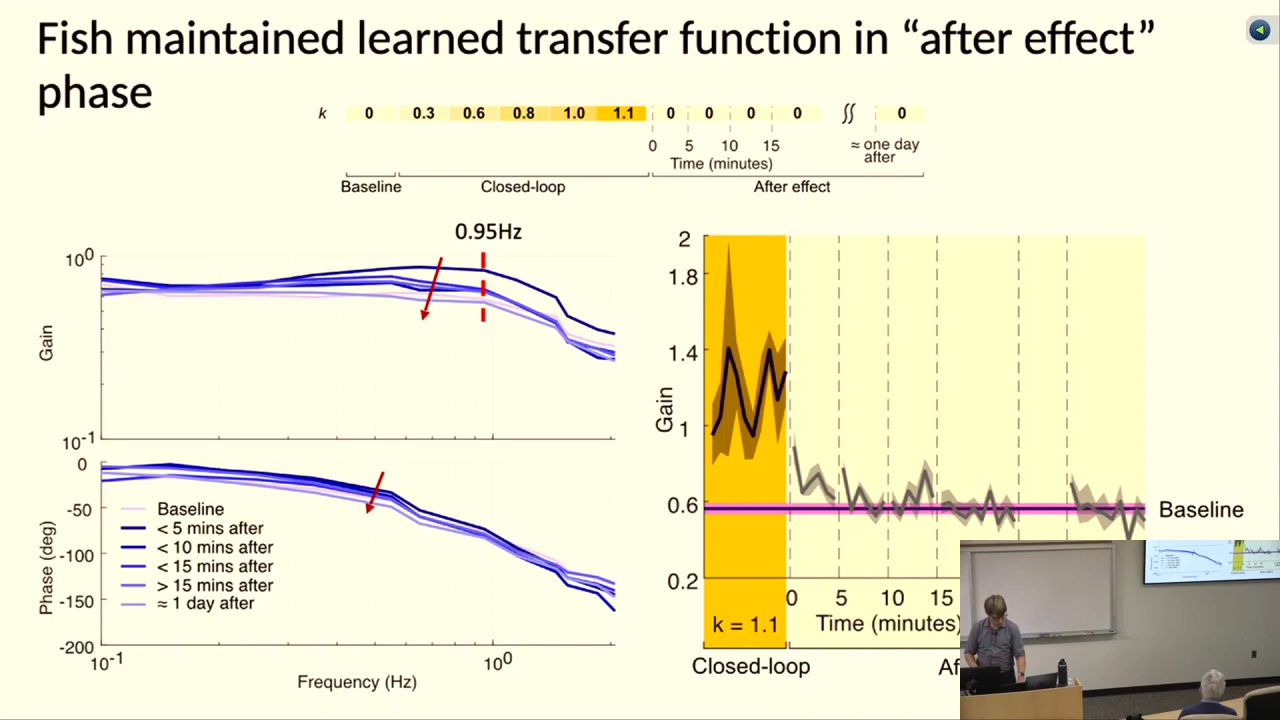 Fish maintained learned transfer function in “after effect”
phase
k 0 0.3 0.6 0.8 1.0 1.1 0 0 0 0 0
0 5 10 15 ≈ one day
after
Time (minutes)
Baseline Closed-loop After effect
0.95Hz
10⁰
Gain
10⁻¹
0
-50
-100
-150
-200
Phase (deg)
Baseline
< 5 mins after
< 10 mins after
< 15 mins after
> 15 mins after
≈ 1 day after
10⁻¹ 10⁰
Frequency (Hz)
2
1.8
1.4
1
0.6
0.2
Gain
Baseline
0 5 10 15
k = 1.1 Time (minutes)
Closed-loop Af